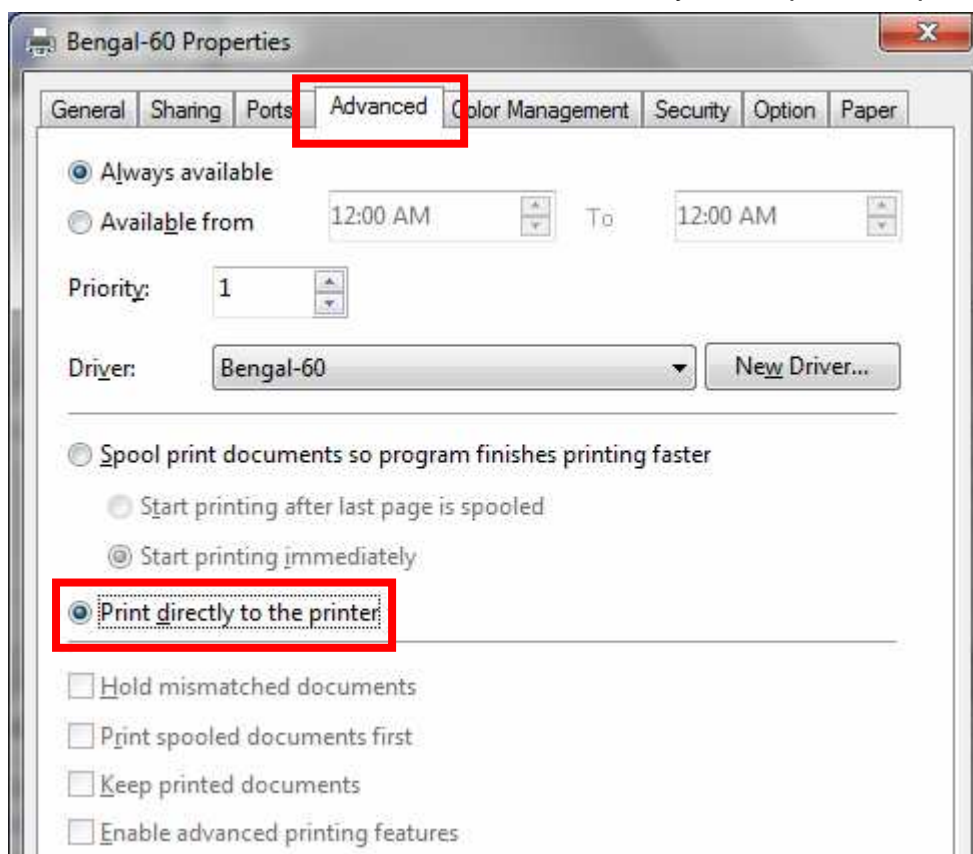 Bengal-60 Properties
General Sharing Ports Advanced Color Management Security Option Paper
Always available
Available from 12:00 AM To 12:00 AM
Priority: 1
Driver: Bengal-60 New Driver...
Spool print documents so program finishes printing faster
Start printing after last page is spooled
Start printing immediately
Print directly to the printer
Hold mismatched documents
Print spooled documents first
Keep printed documents
Enable advanced printing features